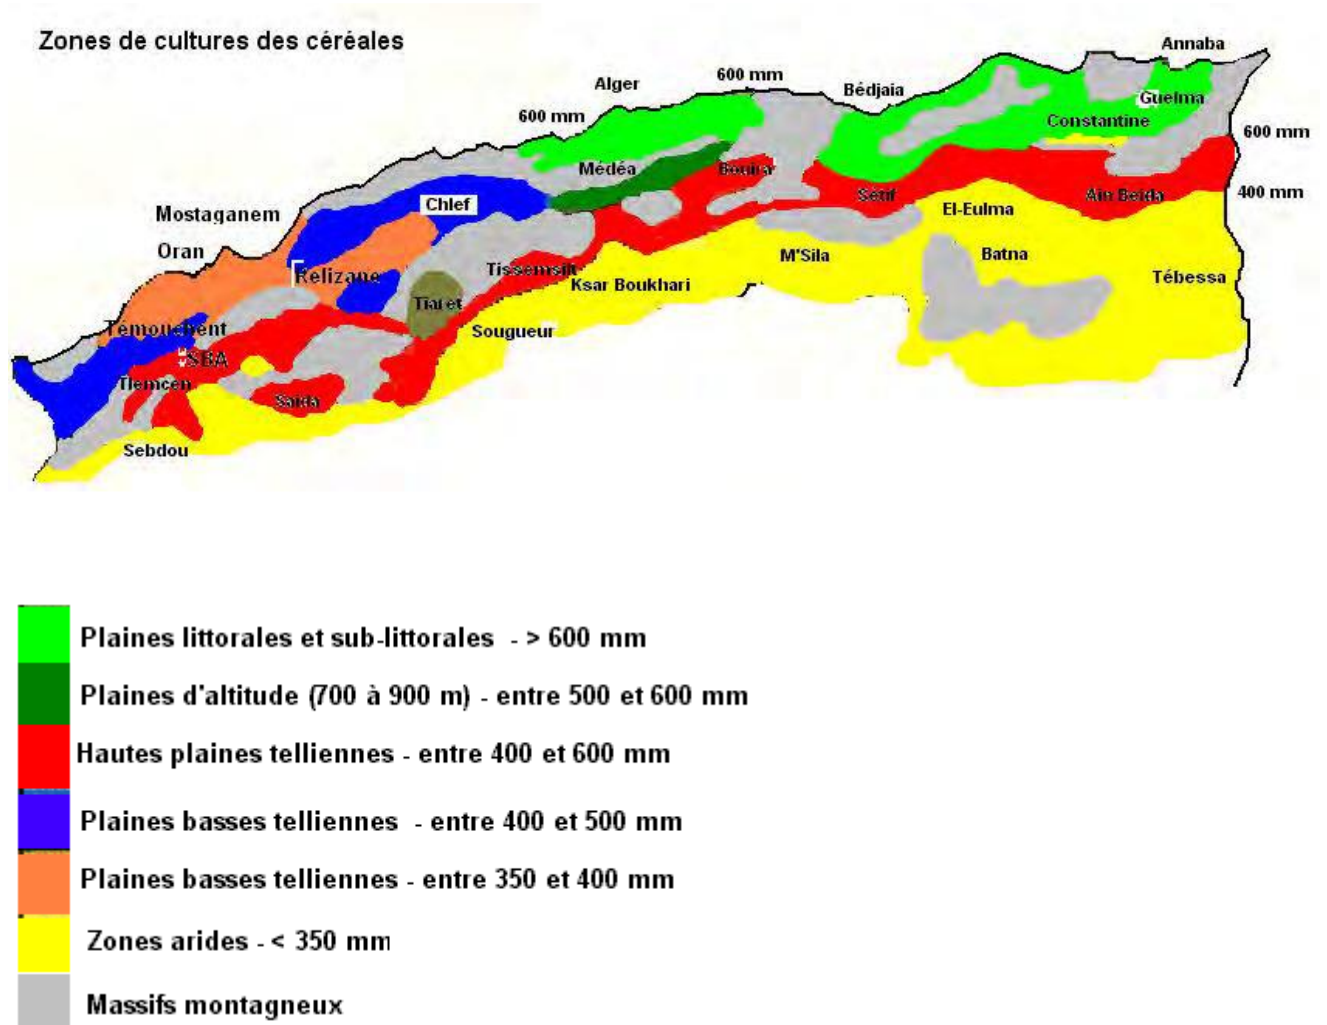 Zones de cultures des céréales
Annaba
600 mm
Alger
Bédjaia
Guelma
600 mm
Constantine
600 mm
Médéa
Bouira
400 mm
Chlef
Sétif
Ain Beida
Mostaganem
El-Eulma
Oran
M'Sila
Batna
Relizane
Tissemsilt
Tébessa
Ksar Boukhari
Tiaret
Témouchent
Sougueur
SBA
Tlemcen
Saida
Sebdou
Plaines littorales et sub-littorales - > 600 mm
Plaines d'altitude (700 à 900 m) - entre 500 et 600 mm
Hautes plaines telliennes - entre 400 et 600 mm
Plaines basses telliennes - entre 400 et 500 mm
Plaines basses telliennes - entre 350 et 400 mm
Zones arides - < 350 mm
Massifs montagneux